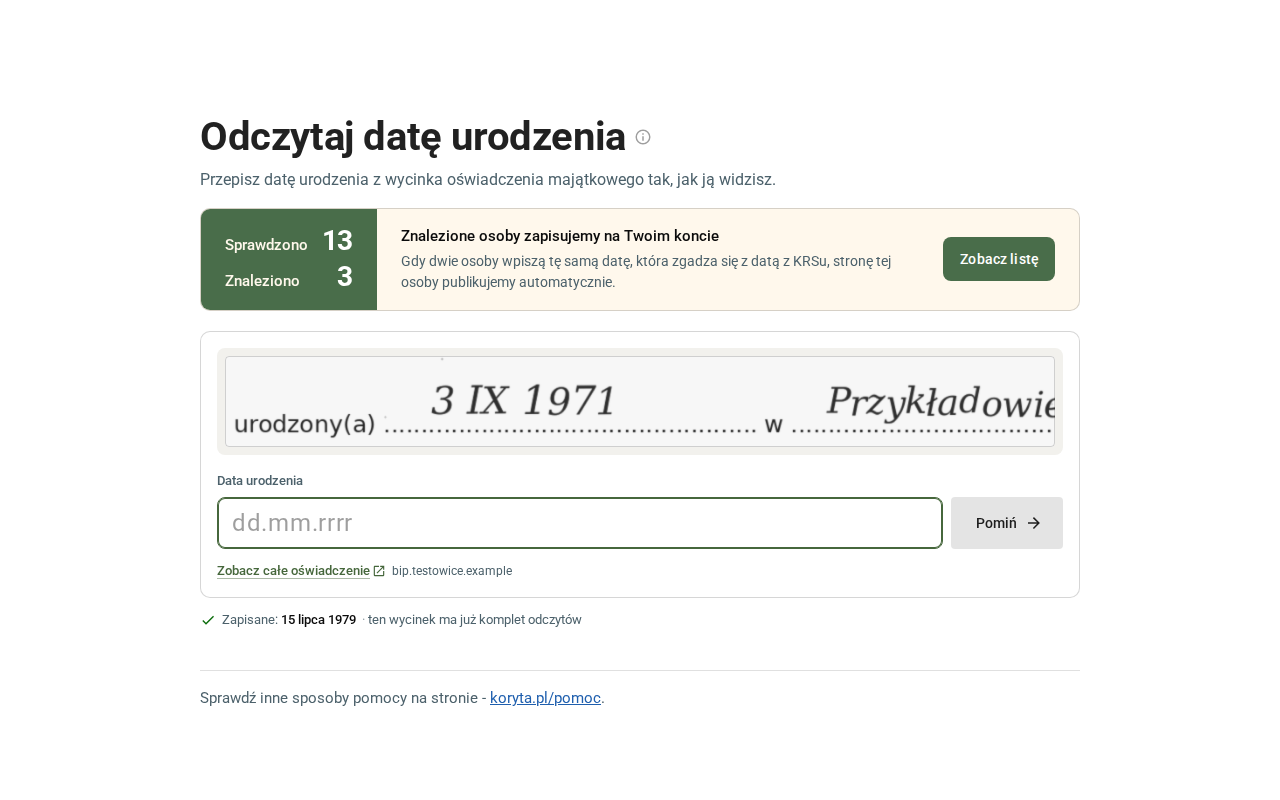 Odczytaj datę urodzenia
Przepisz datę urodzenia z wycinka oświadczenia majątkowego tak, jak ją widzisz.
Sprawdzono 13
Znaleziono 3
Znalezione osoby zapisujemy na Twoim koncie
Gdy dwie osoby wpiszą tę samą datę, która zgadza się z datą z KRSu, stronę tej
osoby publikujemy automatycznie.
Zobacz listę
urodzony(a) 3 IX 1971 w Przykładowie
Data urodzenia
dd.mm.rrrr
Pomiń
Zobacz całe oświadczenie bip.testowice.example
Zapisane: 15 lipca 1979 · ten wycinek ma już komplet odczytów
Sprawdź inne sposoby pomocy na stronie - koryta.pl/pomoc.